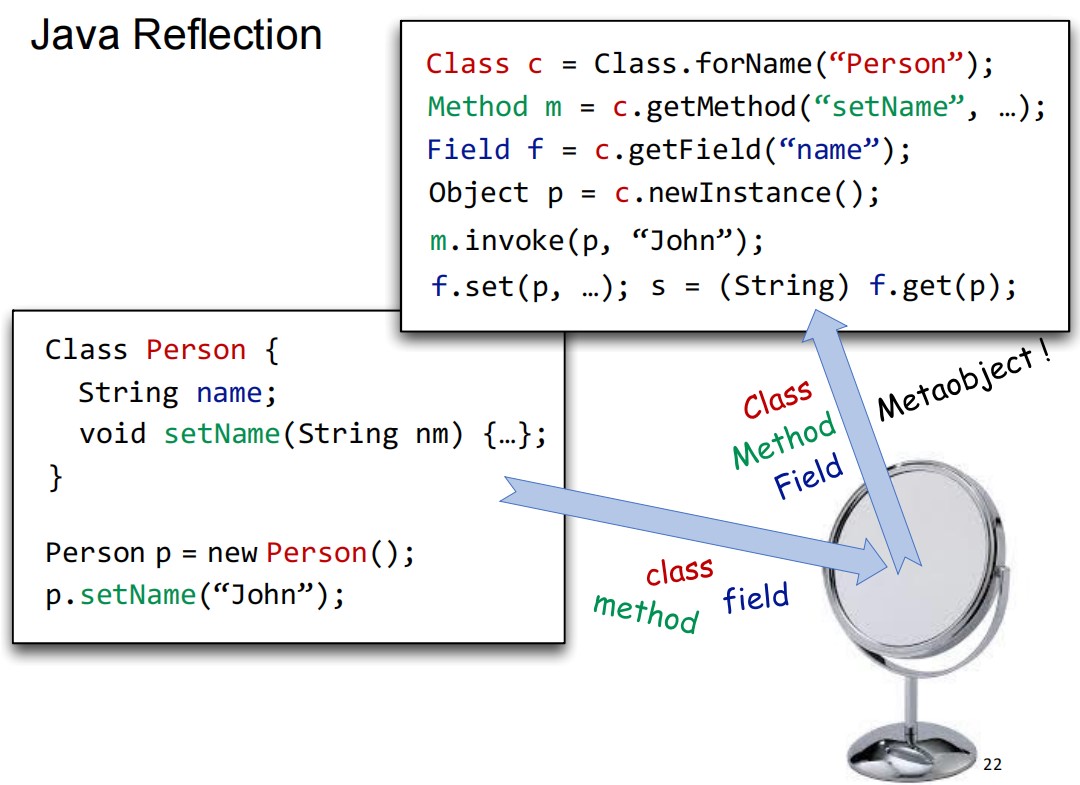 Java Reflection
Class c = Class.forName(“Person”);
Method m = c.getMethod(“setName”, …);
Field f = c.getField(“name”);
Object p = c.newInstance();
m.invoke(p, “John”);
f.set(p, …); s = (String) f.get(p);
Class Person {
String name;
void setName(String nm) {…};
}
Person p = new Person();
p.setName(“John”);
Class
Method
Field
Metaobject !
class
method
field
22